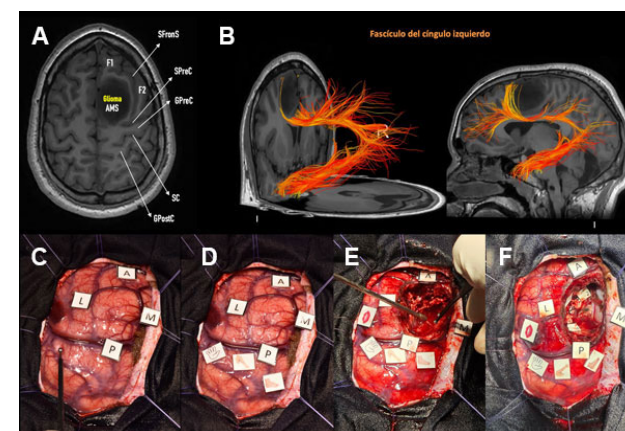 A
SFronS
F1
SPreC
F2
Glioma
AMS
GPreC
SC
GPostC
B
Fascículo del cíngulo izquierdo
C
A
L
M
P
D
A
L
M
P
E
A
L
P
F
A
L
M
P